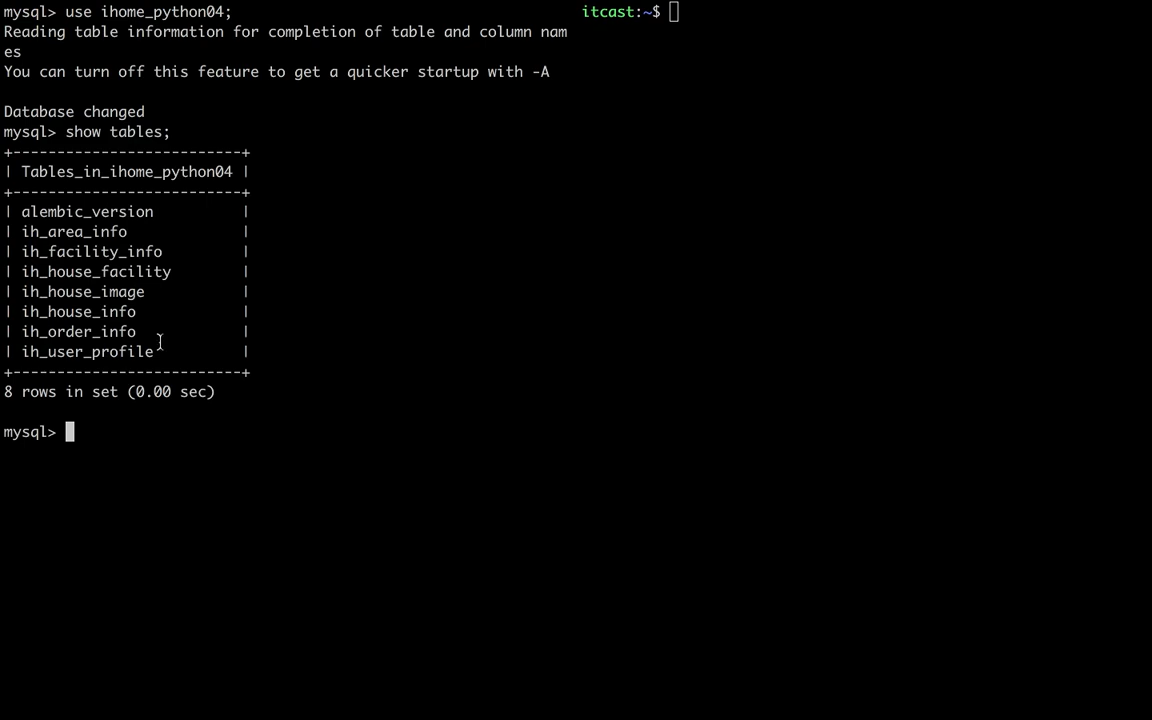 mysql> use ihome_python04;
Reading table information for completion of table and column nam
es
You can turn off this feature to get a quicker startup with -A
Database changed
mysql> show tables;
+--------------------------+
| Tables_in_ihome_python04 |
+--------------------------+
| alembic_version          |
| ih_area_info             |
| ih_facility_info         |
| ih_house_facility        |
| ih_house_image           |
| ih_house_info            |
| ih_order_info            |
| ih_user_profile          |
+--------------------------+
8 rows in set (0.00 sec)
mysql>
itcast:~$